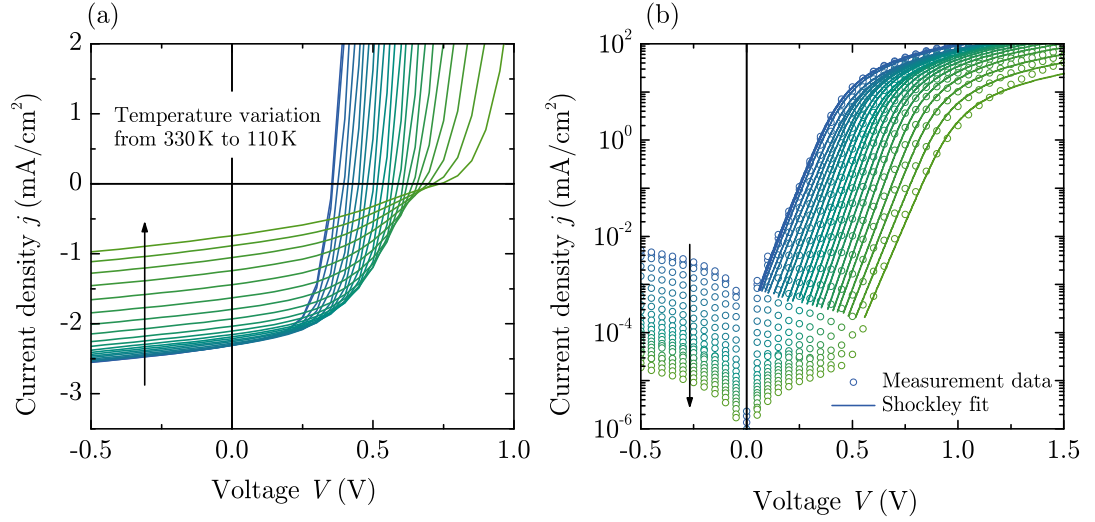 (a)
2
1
0
-1
-2
-3
-0.5
0.0
0.5
1.0
Current density j (mA/cm²)
Voltage V (V)
Temperature variation
from 330 K to 110 K
(b)
10²
10⁰
10⁻²
10⁻⁴
10⁻⁶
-0.5
0.0
0.5
1.0
1.5
Current density j (mA/cm²)
Voltage V (V)
Measurement data
Shockley fit